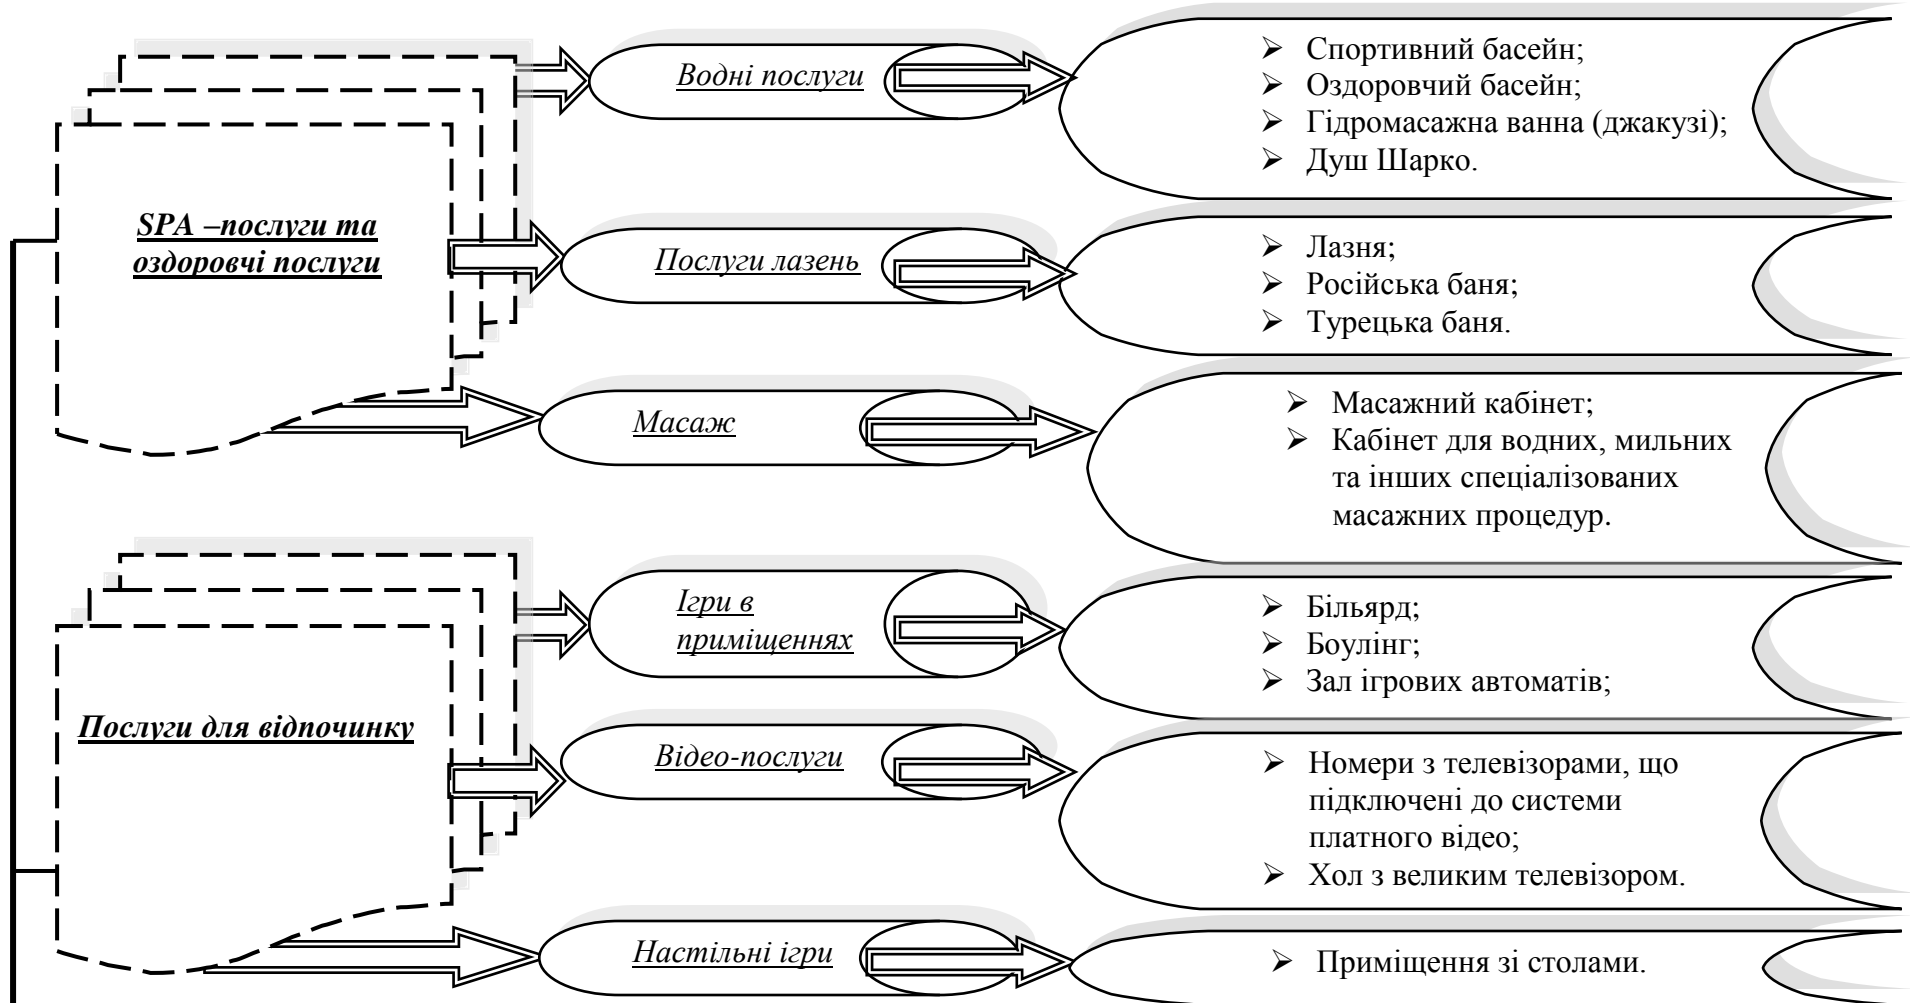 SPA –послуги та
оздоровчі послуги
Водні послуги
➢ Спортивний басейн;
➢ Оздоровчий басейн;
➢ Гідромасажна ванна (джакузі);
➢ Душ Шарко.
Послуги лазень
➢ Лазня;
➢ Російська баня;
➢ Турецька баня.
Масаж
➢ Масажний кабінет;
➢ Кабінет для водних, мильних
та інших спеціалізованих
масажних процедур.
Послуги для відпочинку
Ігри в
приміщеннях
➢ Більярд;
➢ Боулінг;
➢ Зал ігрових автоматів;
Відео-послуги
➢ Номери з телевізорами, що
підключені до системи
платного відео;
➢ Хол з великим телевізором.
Настільні ігри
➢ Приміщення зі столами.